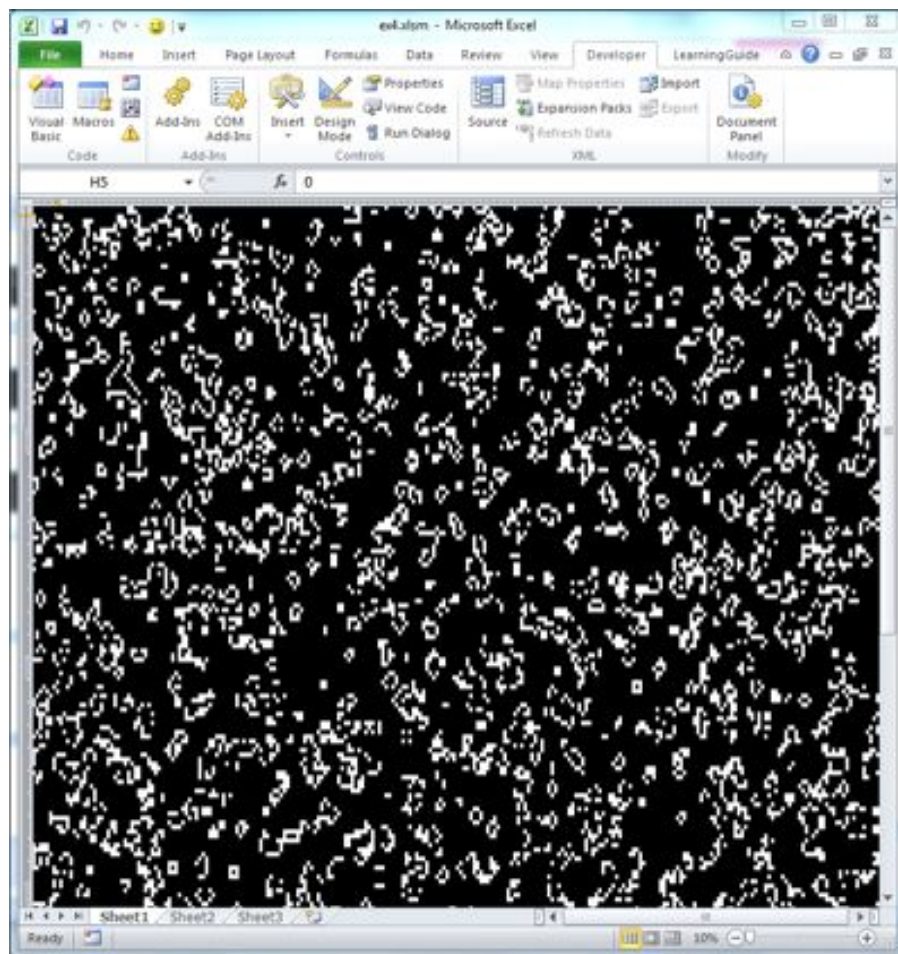 ex4.xlsm - Microsoft Excel
File Home Insert Page Layout Formulas Data Review View Developer LearningGuide
Visual Basic Macros Add-Ins COM Add-Ins Insert Design Mode Properties View Code Run Dialog Source Map Properties Expansion Packs Refresh Data Import Export Document Panel
Code Add-Ins Controls XML Modify
H5 fx 0
Sheet1 Sheet2 Sheet3
Ready 10%